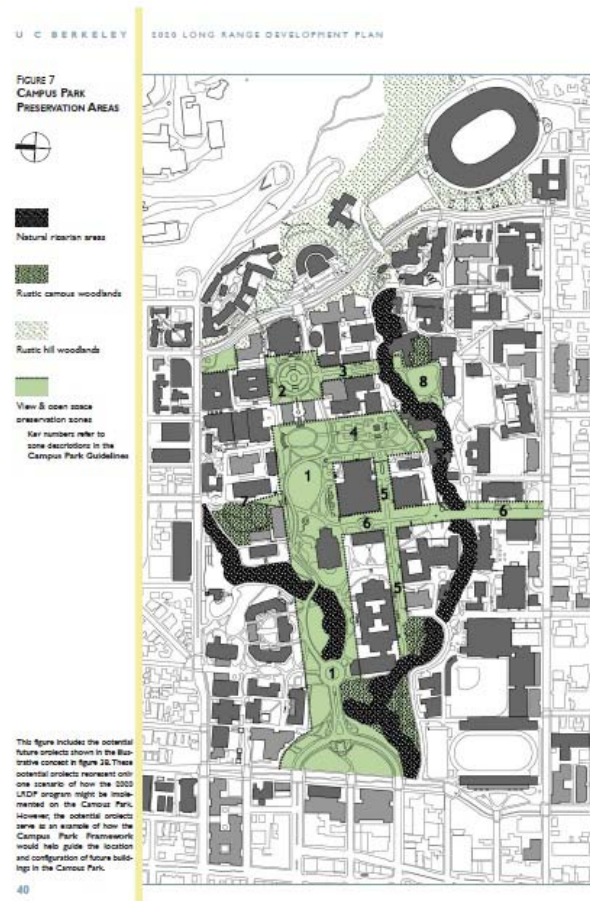 U C BERKELEY
2020 LONG RANGE DEVELOPMENT PLAN
FIGURE 7
CAMPUS PARK
PRESERVATION AREAS
Natural riparian areas
Rustic campus woodlands
Rustic hill woodlands
View & open space
preservation zones
Key numbers refer to
zone descriptions in the
Campus Park Guidelines
3
2
8
4
1
5
7
6
6
5
1
This figure includes the potential
future projects shown in the illus-
trative concept in figure 3B. These
potential projects represent only
one scenario of how the 2020
LRDP program might be imple-
mented on the Campus Park.
However, the potential projects
serve as an example of how the
Campus Park Framework
would help guide the location
and configuration of future build-
ings in the Campus Park.
40